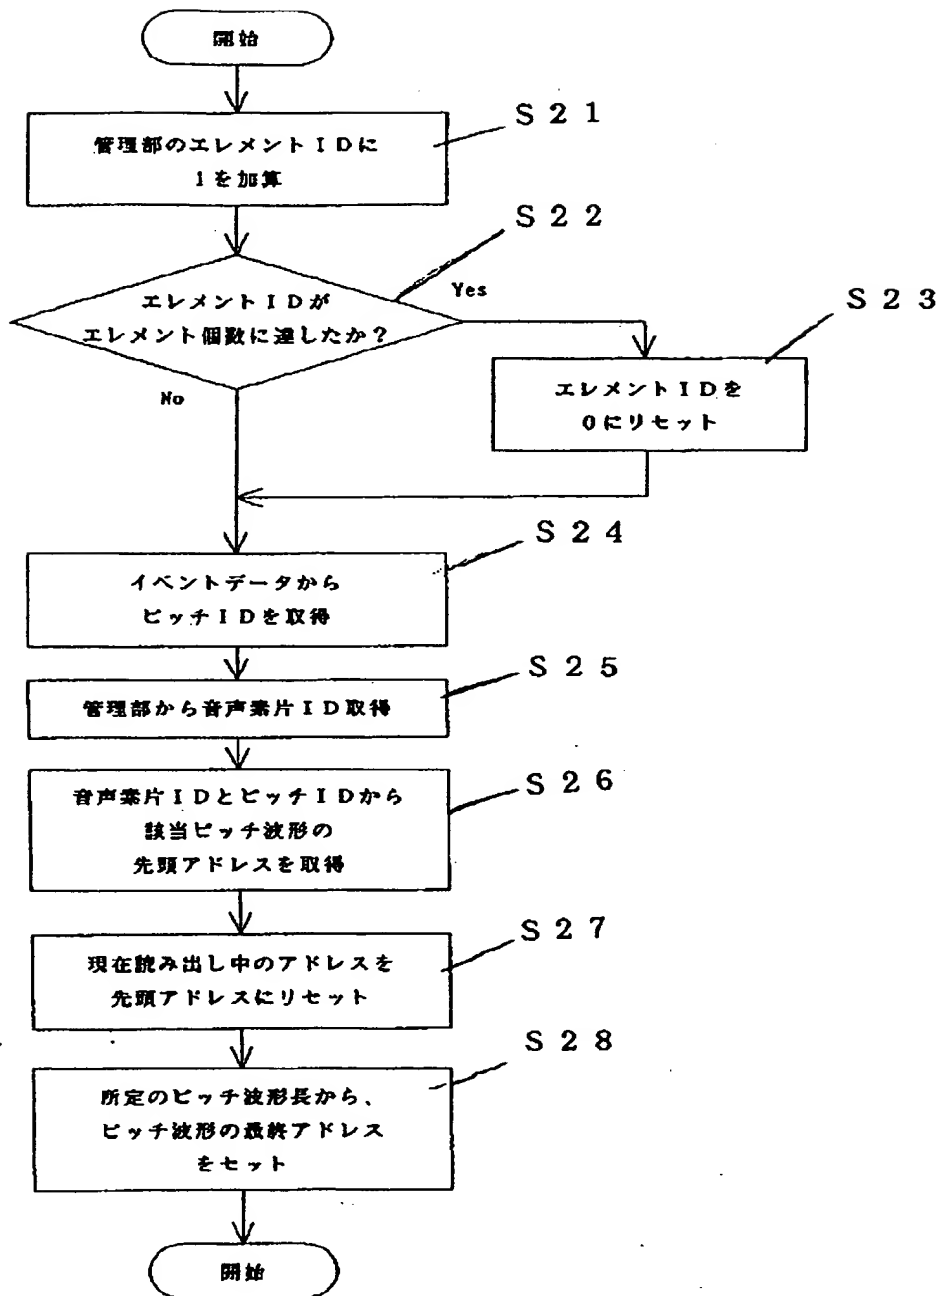 開始
S21
管理部のエレメントIDに
1を加算
S22
エレメントIDが
エレメント個数に達したか?
Yes
No
S23
エレメントIDを
0にリセット
S24
イベントデータから
ピッチIDを取得
S25
管理部から音声素片ID取得
S26
音声素片IDとピッチIDから
該当ピッチ波形の
先頭アドレスを取得
S27
現在読み出し中のアドレスを
先頭アドレスにリセット
S28
所定のピッチ波形長から、
ピッチ波形の最終アドレス
をセット
開始